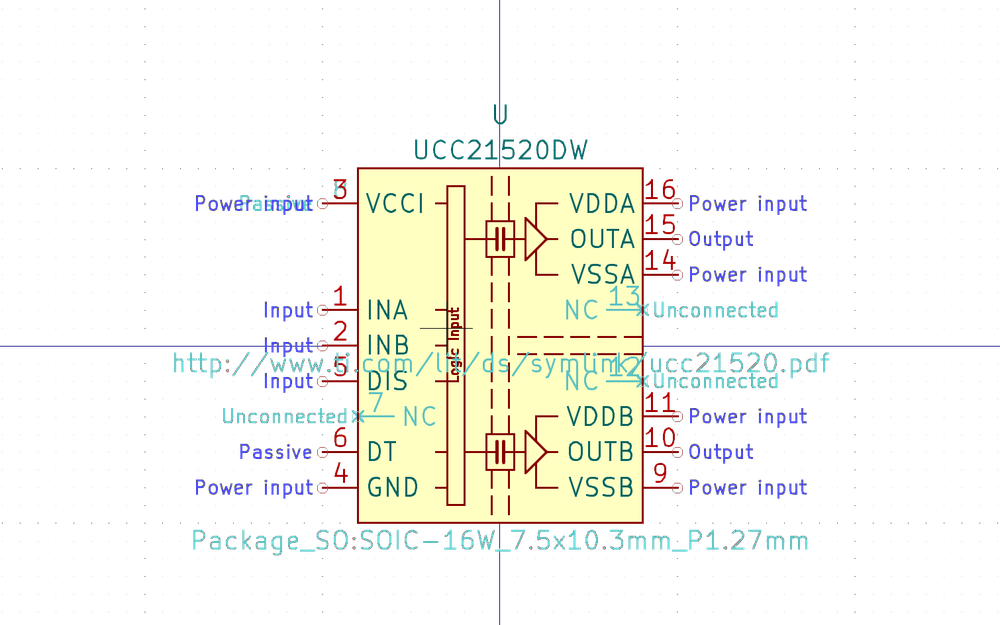 U
UCC21520DW
Power input 3 VCCI VDDA 16 Power input
Passive 8
OUTA 15 Output
VSSA 14 Power input
Input 1 INA NC 13 Unconnected
Logic Input
Input 2 INB
http://www.ti.com/lit/ds/symlink/ucc21520.pdf
Input 5 DIS NC 12 Unconnected
Unconnected 7 NC VDDB 11 Power input
Passive 6 DT OUTB 10 Output
Power input 4 GND VSSB 9 Power input
Package_SO:SOIC-16W_7.5x10.3mm_P1.27mm